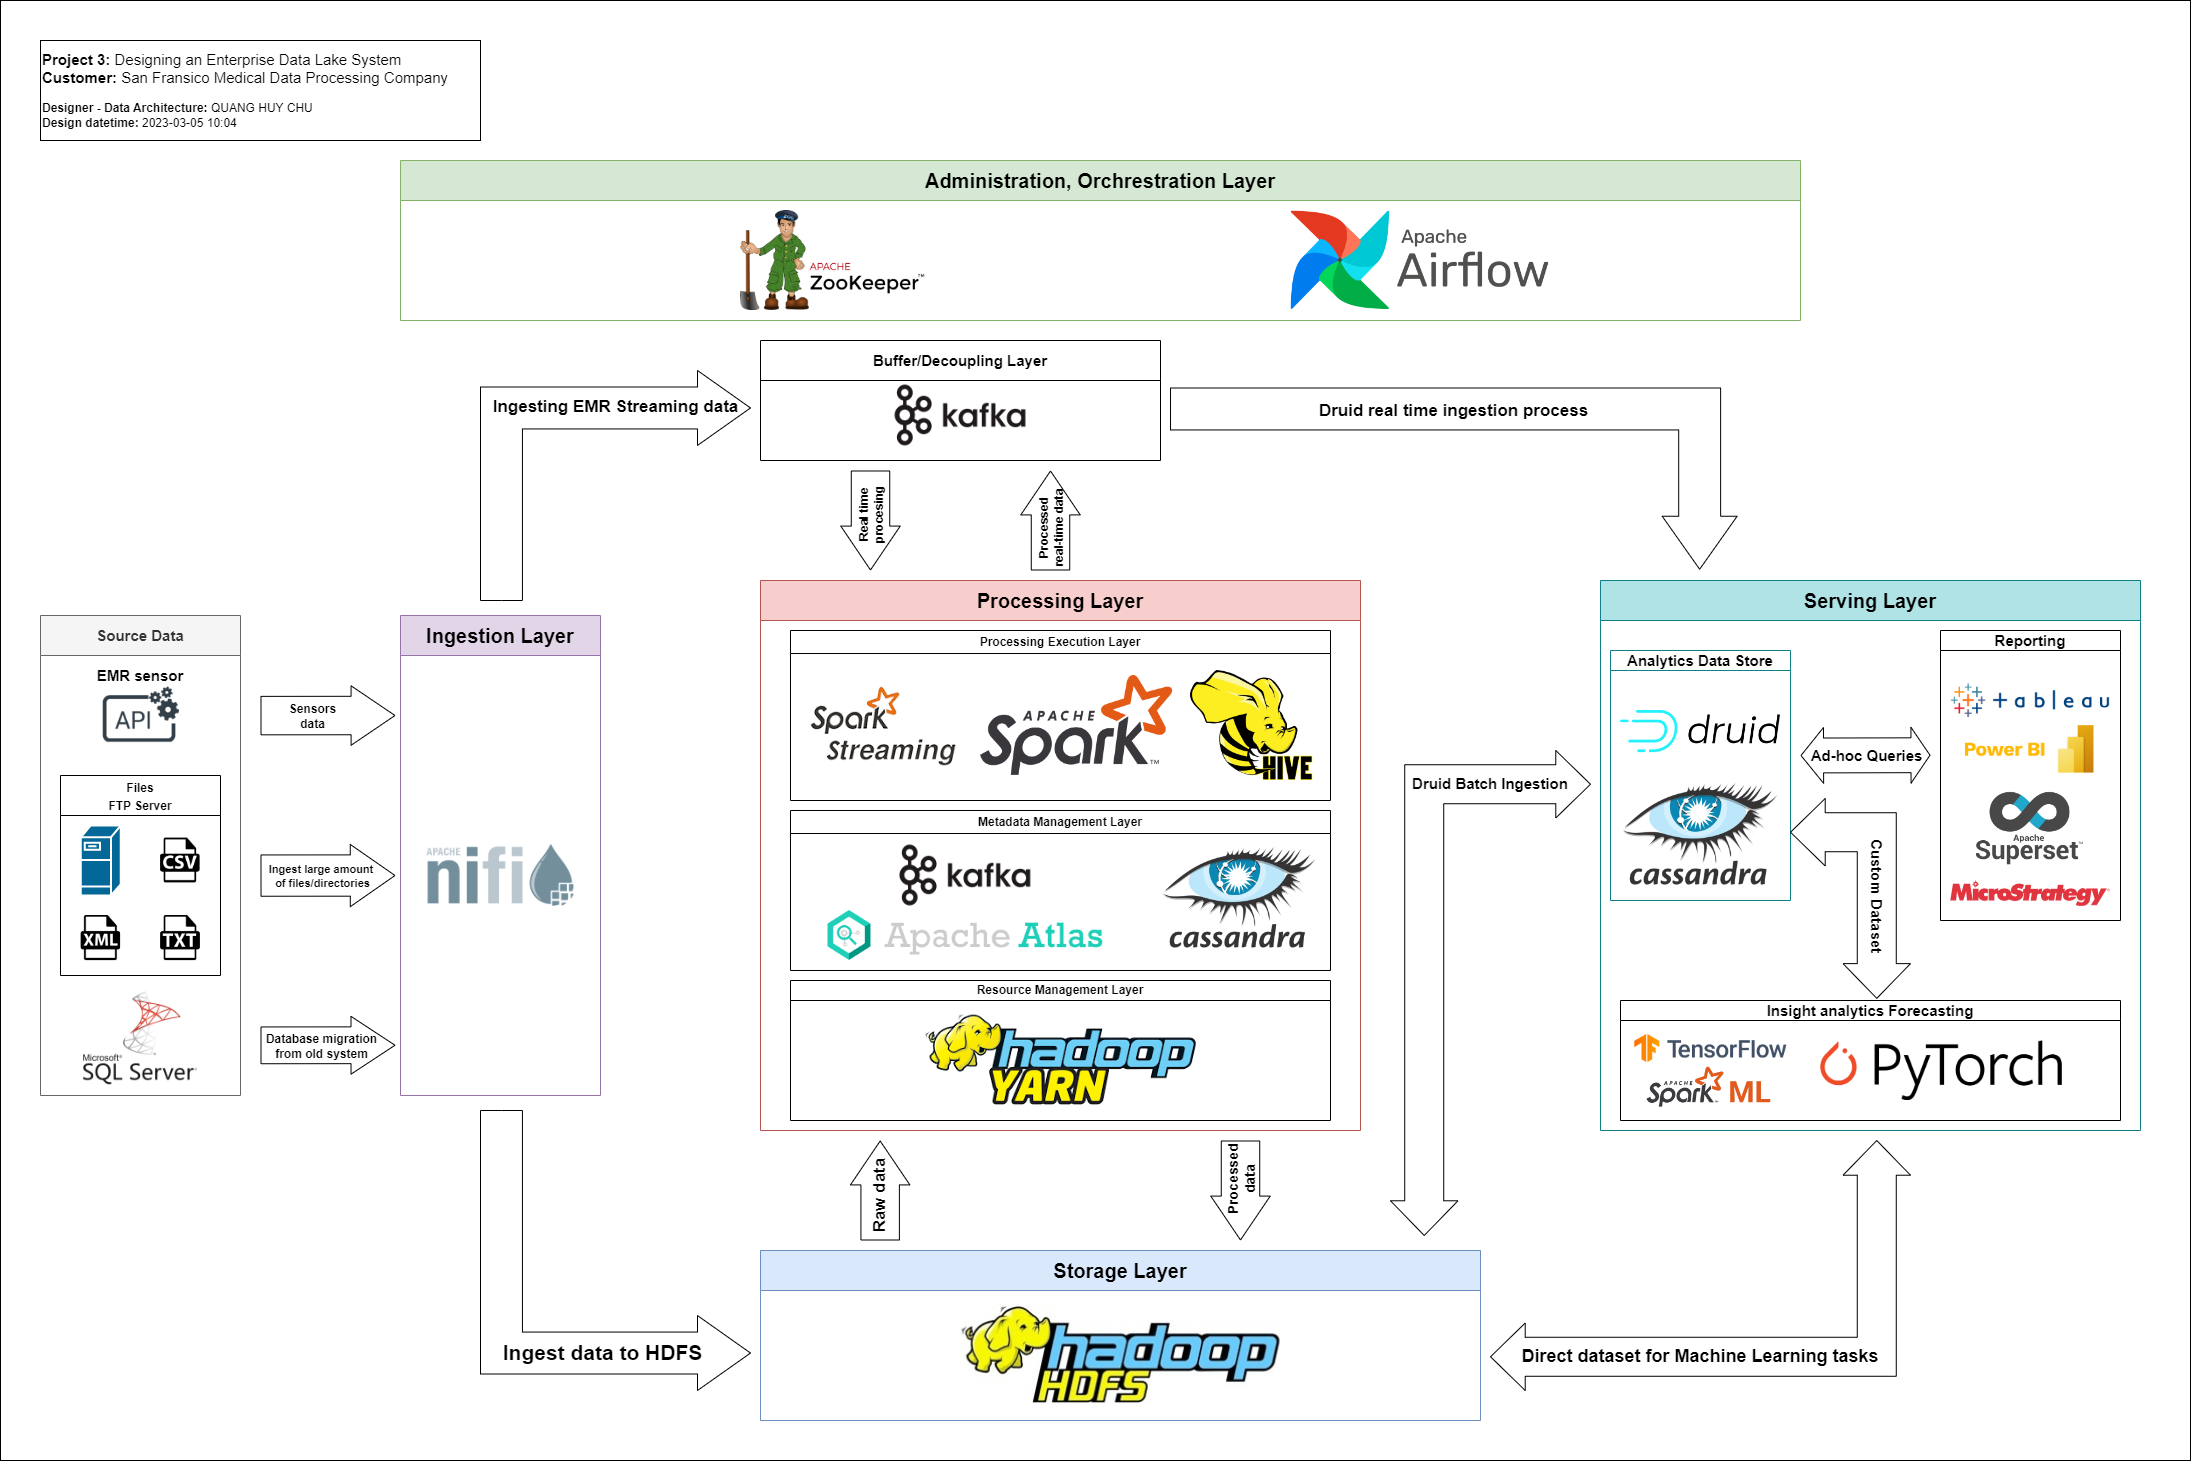 Project 3: Designing an Enterprise Data Lake System
Customer: San Fransico Medical Data Processing Company
Designer - Data Architecture: QUANG HUY CHU
Design datetime: 2023-03-05 10:04
Administration, Orchrestration Layer
APACHE
ZooKeeper™
Apache
Airflow
Buffer/Decoupling Layer
kafka
Ingesting EMR Streaming data
Druid real time ingestion process
Real time
procesing
Processed
real-time data
Source Data
EMR sensor
API
Files
FTP Server
CSV
XML
TXT
Microsoft®
SQL Server
Sensors
data
Ingest large amount
of files/directories
Database migration
from old system
Ingestion Layer
APACHE
nifi
Processing Layer
Processing Execution Layer
Spark
Streaming
APACHE
Spark™
HIVE
Metadata Management Layer
kafka
Apache Atlas
cassandra
Resource Management Layer
hadoop
YARN
Raw data
Processed
data
Druid Batch Ingestion
Serving Layer
Analytics Data Store
druid
cassandra
Ad-hoc Queries
Custom Dataset
Reporting
+ableau
Power BI
Apache
Superset™
MicroStrategy
Insight analytics Forecasting
TensorFlow
APACHE
Spark™ ML
PyTorch
Ingest data to HDFS
Storage Layer
hadoop
HDFS
Direct dataset for Machine Learning tasks